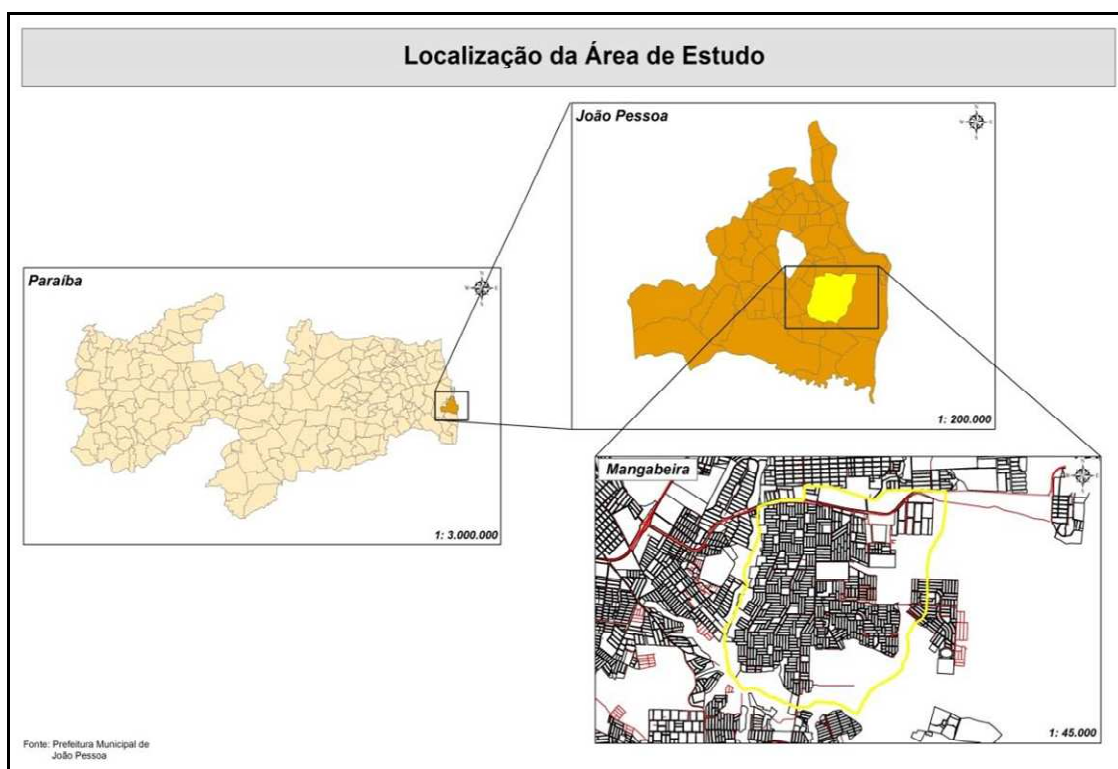 Localização da Área de Estudo
João Pessoa
1: 200.000
Paraíba
1: 3.000.000
Mangabeira
1: 45.000
Fonte: Prefeitura Municipal de
João Pessoa